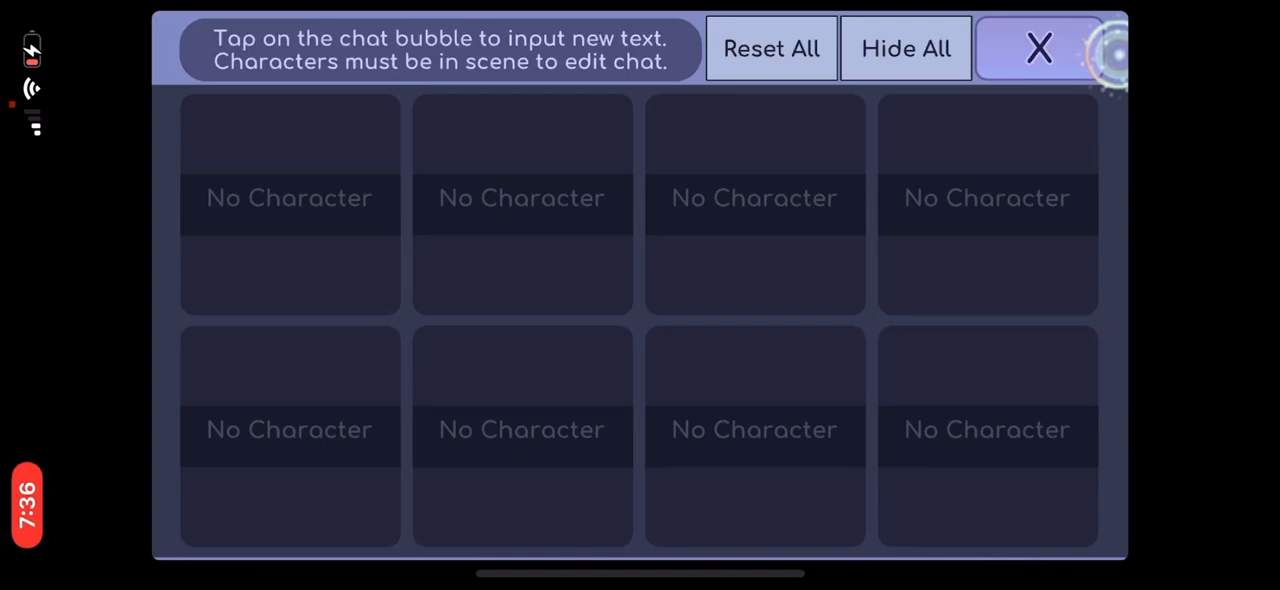 Tap on the chat bubble to input new text.
Characters must be in scene to edit chat.
Reset All
Hide All
X
No Character
No Character
No Character
No Character
No Character
No Character
No Character
No Character
7:36